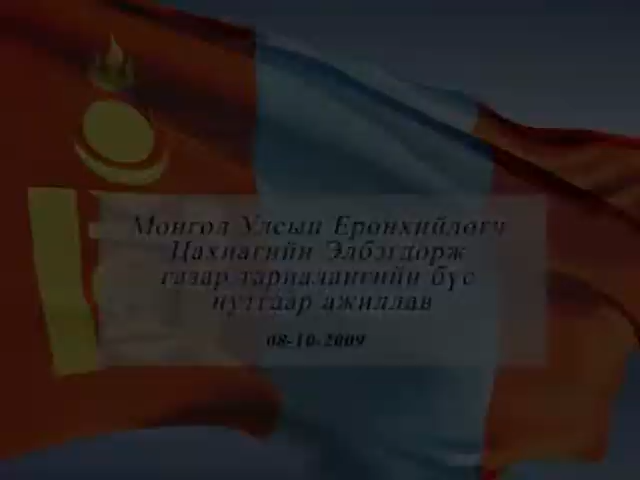 Монгол Улсын Ерөнхийлөгч
Цахиагийн Элбэгдорж
газар тариалангийн бүс
нутгаар ажиллав
08-10-2009